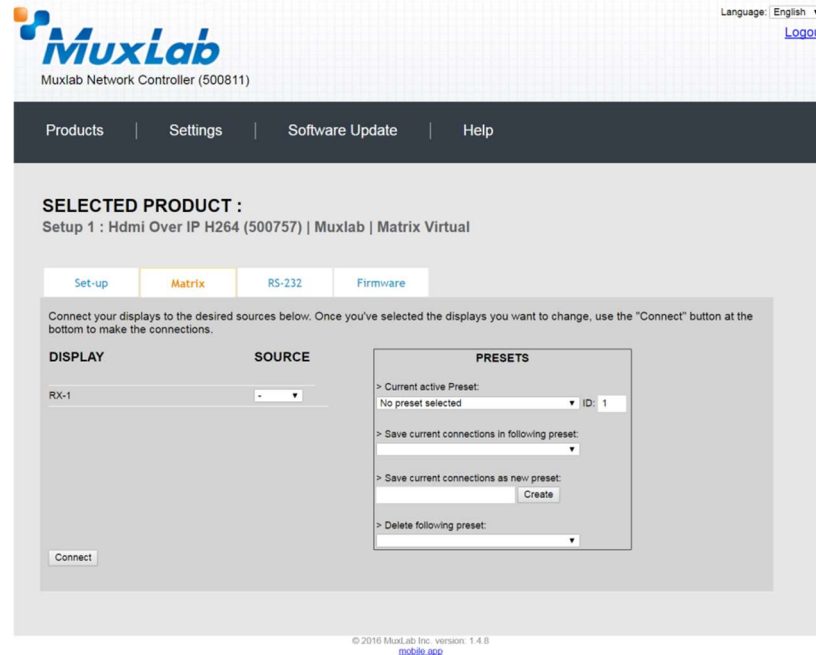 Language: English
Logou
MuxLab
Muxlab Network Controller (500811)
Products | Settings | Software Update | Help
SELECTED PRODUCT :
Setup 1 : Hdmi Over IP H264 (500757) | Muxlab | Matrix Virtual
Set-up Matrix RS-232 Firmware
Connect your displays to the desired sources below. Once you've selected the displays you want to change, use the "Connect" button at the
bottom to make the connections.
DISPLAY SOURCE
RX-1 -
PRESETS
> Current active Preset:
No preset selected ID: 1
> Save current connections in following preset:
> Save current connections as new preset:
Create
> Delete following preset:
Connect
© 2016 MuxLab Inc. version: 1.4.8
mobile app